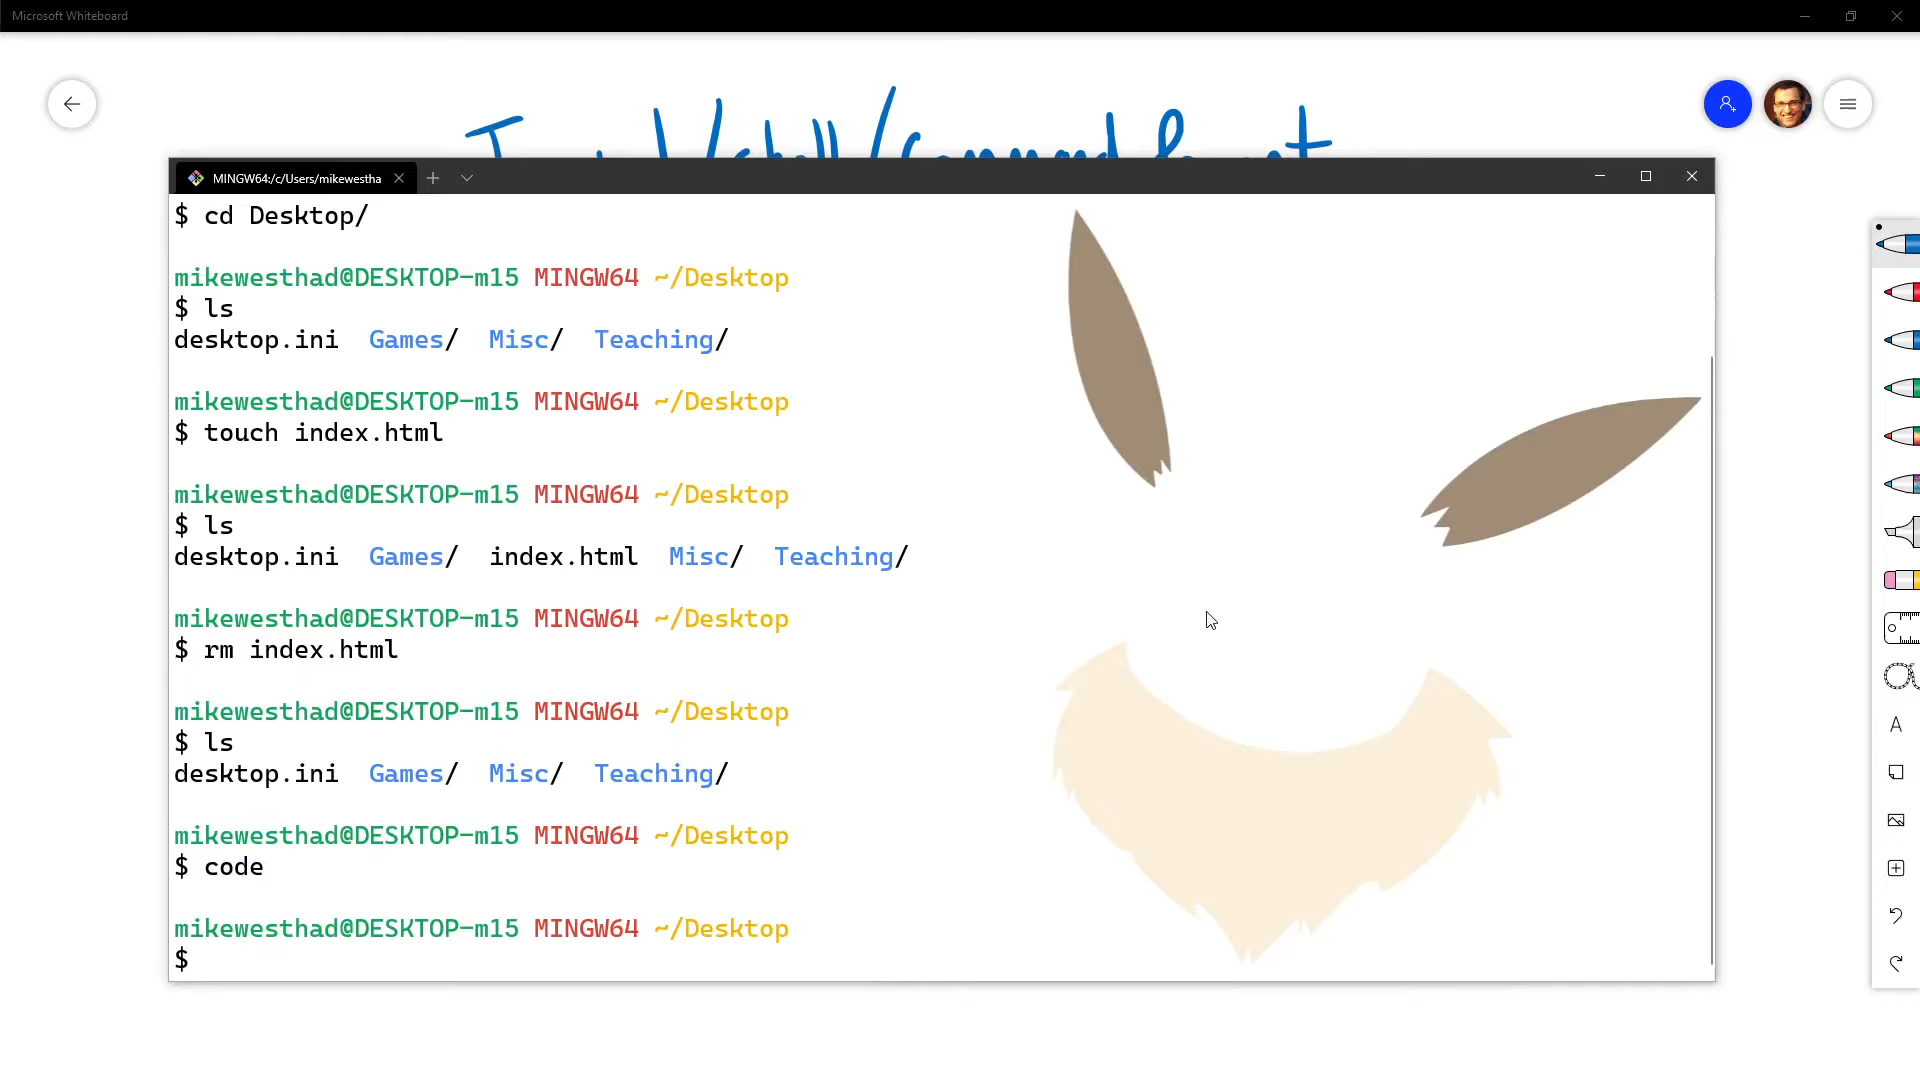 Microsoft Whiteboard
MINGW64:/c/Users/mikewestha
$ cd Desktop/
mikewesthad@DESKTOP-m15 MINGW64 ~/Desktop
$ ls
desktop.ini Games/ Misc/ Teaching/
mikewesthad@DESKTOP-m15 MINGW64 ~/Desktop
$ touch index.html
mikewesthad@DESKTOP-m15 MINGW64 ~/Desktop
$ ls
desktop.ini Games/ index.html Misc/ Teaching/
mikewesthad@DESKTOP-m15 MINGW64 ~/Desktop
$ rm index.html
mikewesthad@DESKTOP-m15 MINGW64 ~/Desktop
$ ls
desktop.ini Games/ Misc/ Teaching/
mikewesthad@DESKTOP-m15 MINGW64 ~/Desktop
$ code
mikewesthad@DESKTOP-m15 MINGW64 ~/Desktop
$